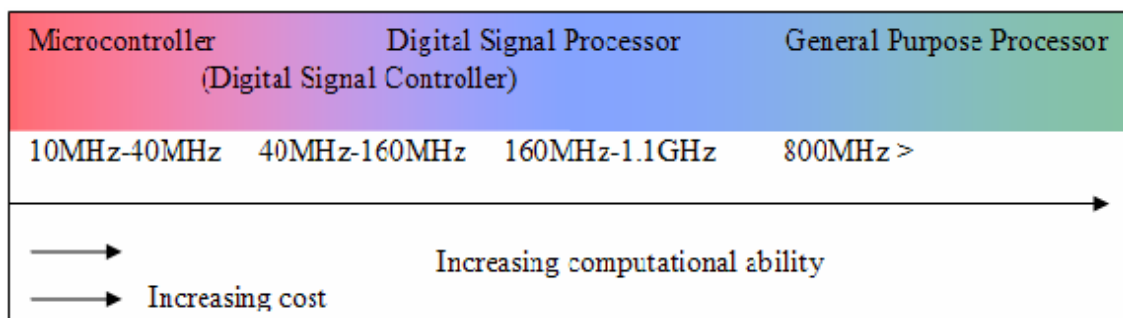 Microcontroller Digital Signal Processor General Purpose Processor
(Digital Signal Controller)
10MHz-40MHz 40MHz-160MHz 160MHz-1.1GHz 800MHz >
Increasing computational ability
Increasing cost